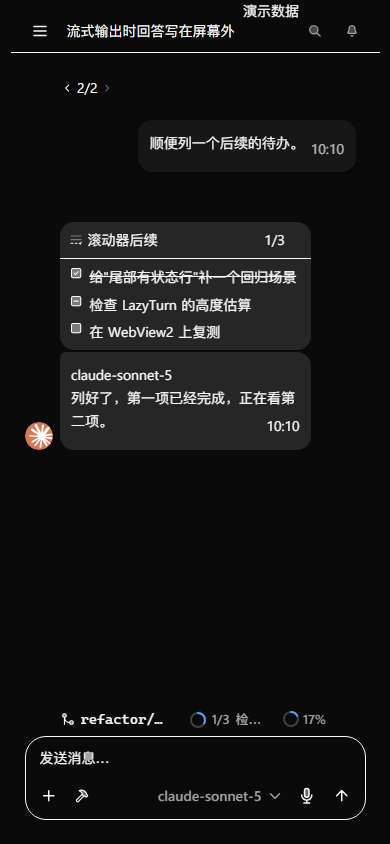 演示数据
流式输出时回答写在屏幕外
2/2
顺便列一个后续的待办。 10:10
滚动器后续 1/3
给"尾部有状态行"补一个回归场景
检查 LazyTurn 的高度估算
在 WebView2 上复测
claude-sonnet-5
列好了，第一项已经完成，正在看第
二项。 10:10
refactor/… 1/3 检… 17%
发送消息…
claude-sonnet-5